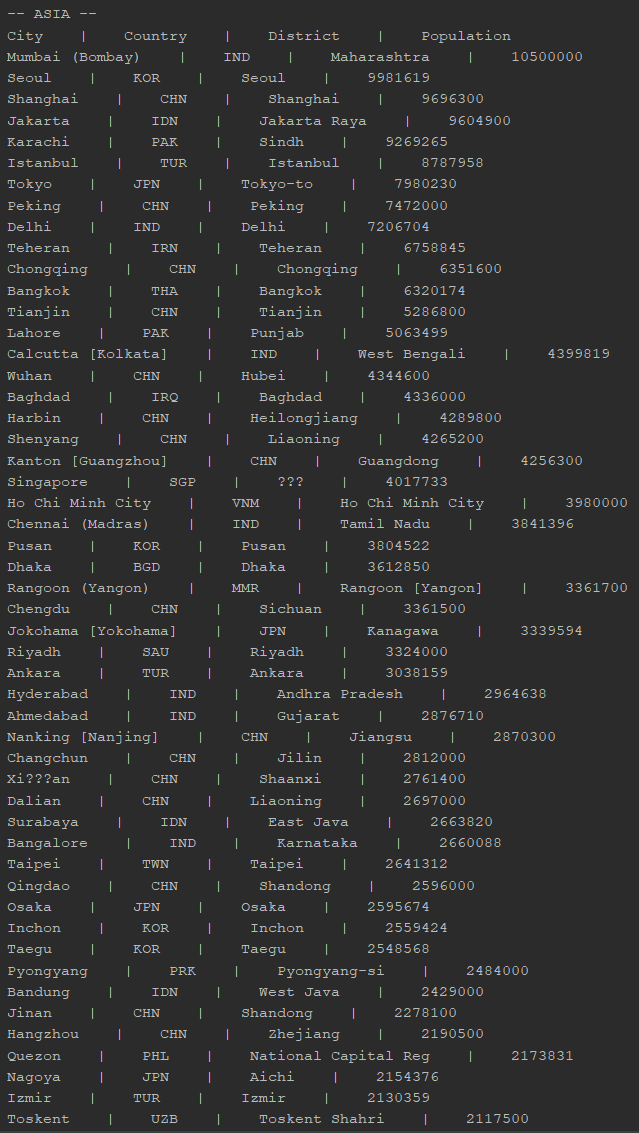 -- ASIA --
City | Country | District | Population
Mumbai (Bombay) | IND | Maharashtra | 10500000
Seoul | KOR | Seoul | 9981619
Shanghai | CHN | Shanghai | 9696300
Jakarta | IDN | Jakarta Raya | 9604900
Karachi | PAK | Sindh | 9269265
Istanbul | TUR | Istanbul | 8787958
Tokyo | JPN | Tokyo-to | 7980230
Peking | CHN | Peking | 7472000
Delhi | IND | Delhi | 7206704
Teheran | IRN | Teheran | 6758845
Chongqing | CHN | Chongqing | 6351600
Bangkok | THA | Bangkok | 6320174
Tianjin | CHN | Tianjin | 5286800
Lahore | PAK | Punjab | 5063499
Calcutta [Kolkata] | IND | West Bengali | 4399819
Wuhan | CHN | Hubei | 4344600
Baghdad | IRQ | Baghdad | 4336000
Harbin | CHN | Heilongjiang | 4289800
Shenyang | CHN | Liaoning | 4265200
Kanton [Guangzhou] | CHN | Guangdong | 4256300
Singapore | SGP | ??? | 4017733
Ho Chi Minh City | VNM | Ho Chi Minh City | 3980000
Chennai (Madras) | IND | Tamil Nadu | 3841396
Pusan | KOR | Pusan | 3804522
Dhaka | BGD | Dhaka | 3612850
Rangoon (Yangon) | MMR | Rangoon [Yangon] | 3361700
Chengdu | CHN | Sichuan | 3361500
Jokohama [Yokohama] | JPN | Kanagawa | 3339594
Riyadh | SAU | Riyadh | 3324000
Ankara | TUR | Ankara | 3038159
Hyderabad | IND | Andhra Pradesh | 2964638
Ahmedabad | IND | Gujarat | 2876710
Nanking [Nanjing] | CHN | Jiangsu | 2870300
Changchun | CHN | Jilin | 2812000
Xi???an | CHN | Shaanxi | 2761400
Dalian | CHN | Liaoning | 2697000
Surabaya | IDN | East Java | 2663820
Bangalore | IND | Karnataka | 2660088
Taipei | TWN | Taipei | 2641312
Qingdao | CHN | Shandong | 2596000
Osaka | JPN | Osaka | 2595674
Inchon | KOR | Inchon | 2559424
Taegu | KOR | Taegu | 2548568
Pyongyang | PRK | Pyongyang-si | 2484000
Bandung | IDN | West Java | 2429000
Jinan | CHN | Shandong | 2278100
Hangzhou | CHN | Zhejiang | 2190500
Quezon | PHL | National Capital Reg | 2173831
Nagoya | JPN | Aichi | 2154376
Izmir | TUR | Izmir | 2130359
Toskent | UZB | Toskent Shahri | 2117500